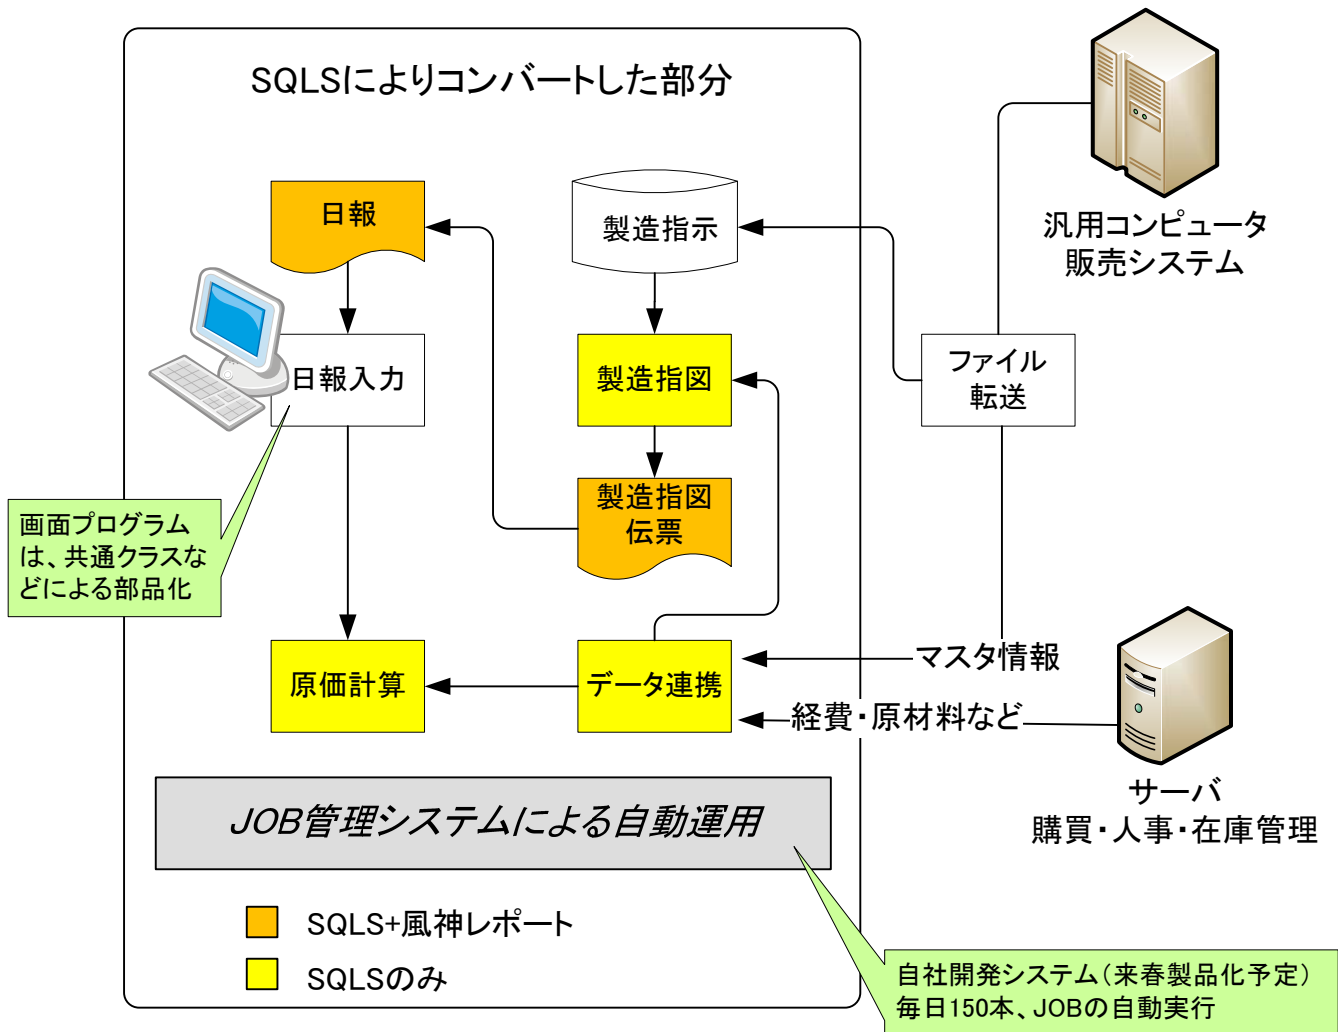 SQLSによりコンバートした部分
日報
製造指示
汎用コンピュータ
販売システム
日報入力
製造指図
ファイル
転送
製造指図
伝票
画面プログラム
は、共通クラスな
どによる部品化
原価計算
データ連携
マスタ情報
経費・原材料など
サーバ
購買・人事・在庫管理
JOB管理システムによる自動運用
SQLS+風神レポート
SQLSのみ
自社開発システム（来春製品化予定）
毎日150本、JOBの自動実行